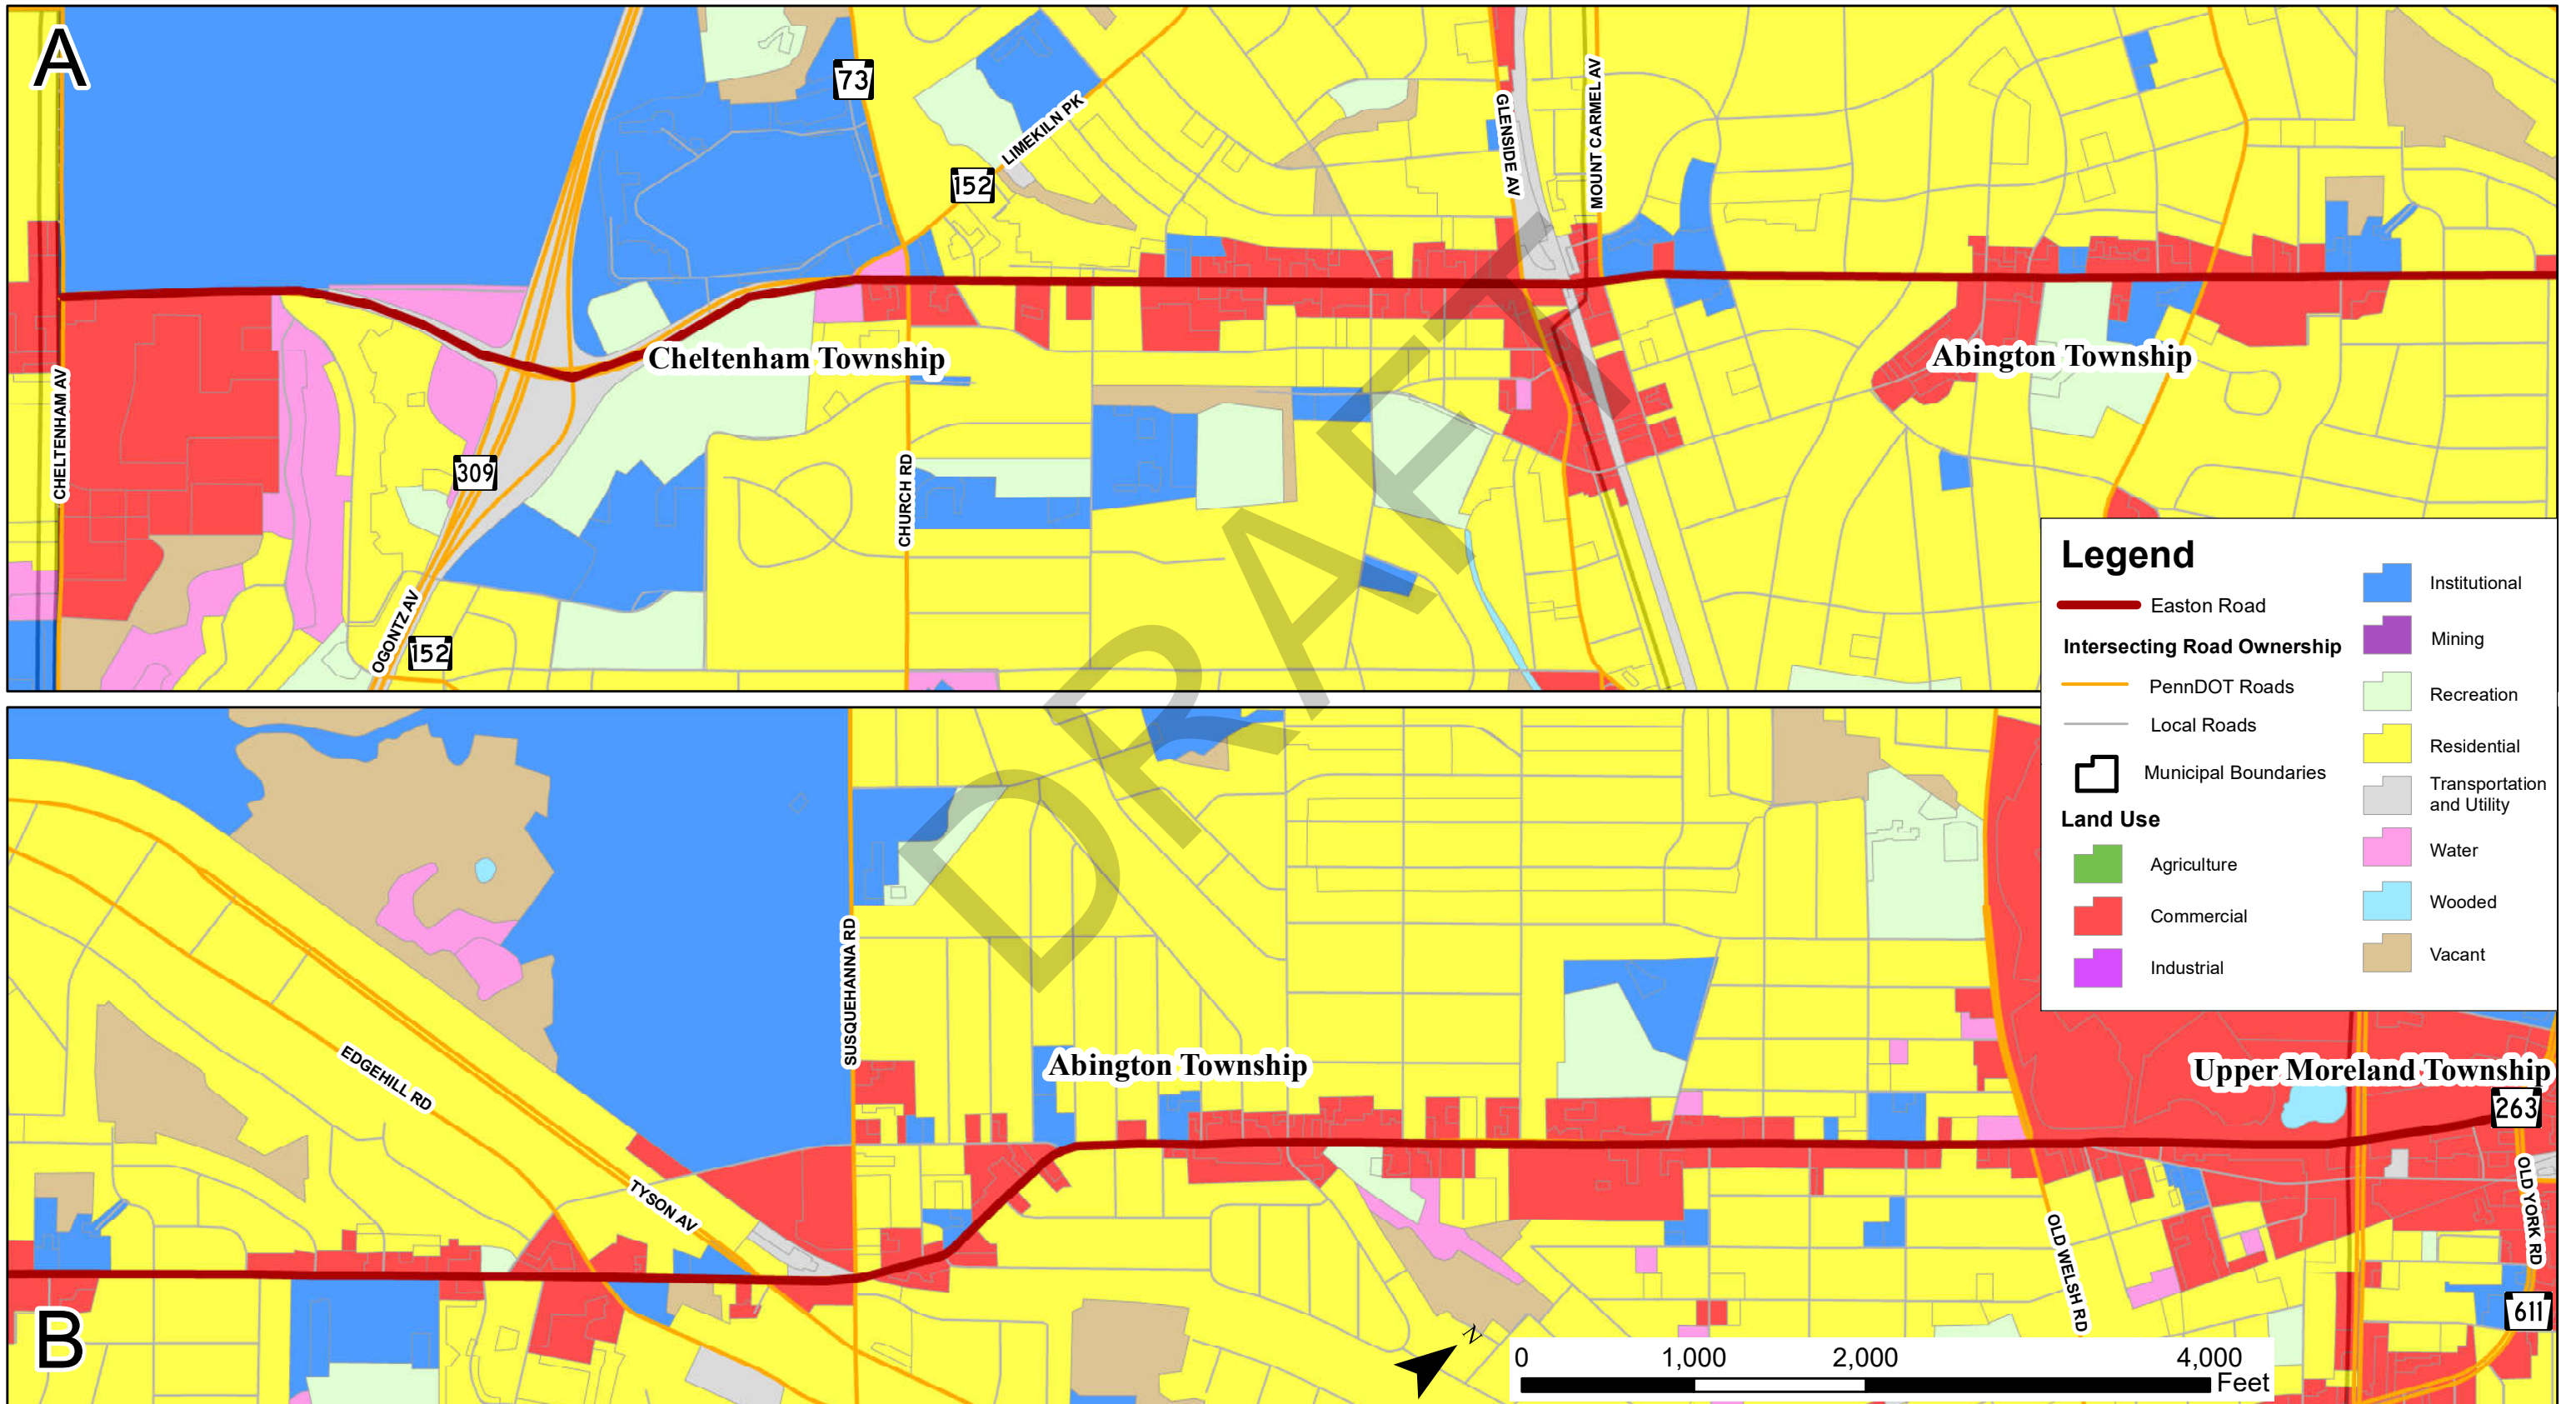 A
73
LIMEKILN PK
152
GLENSIDE AV
MOUNT CARMEL AV
Cheltenham Township
Abington Township
CHELTENHAM AV
309
CHURCH RD
OGONTZ AV
152
DRAFT
Legend
Easton Road
Intersecting Road Ownership
PennDOT Roads
Local Roads
Municipal Boundaries
Land Use
Agriculture
Commercial
Industrial
Institutional
Mining
Recreation
Residential
Transportation
and Utility
Water
Wooded
Vacant
SUSQUEHANNA RD
EDGEHILL RD
Abington Township
Upper Moreland Township
263
TYSON AV
OLD WELSH RD
OLD YORK RD
611
B
N
0 1,000 2,000 4,000
Feet